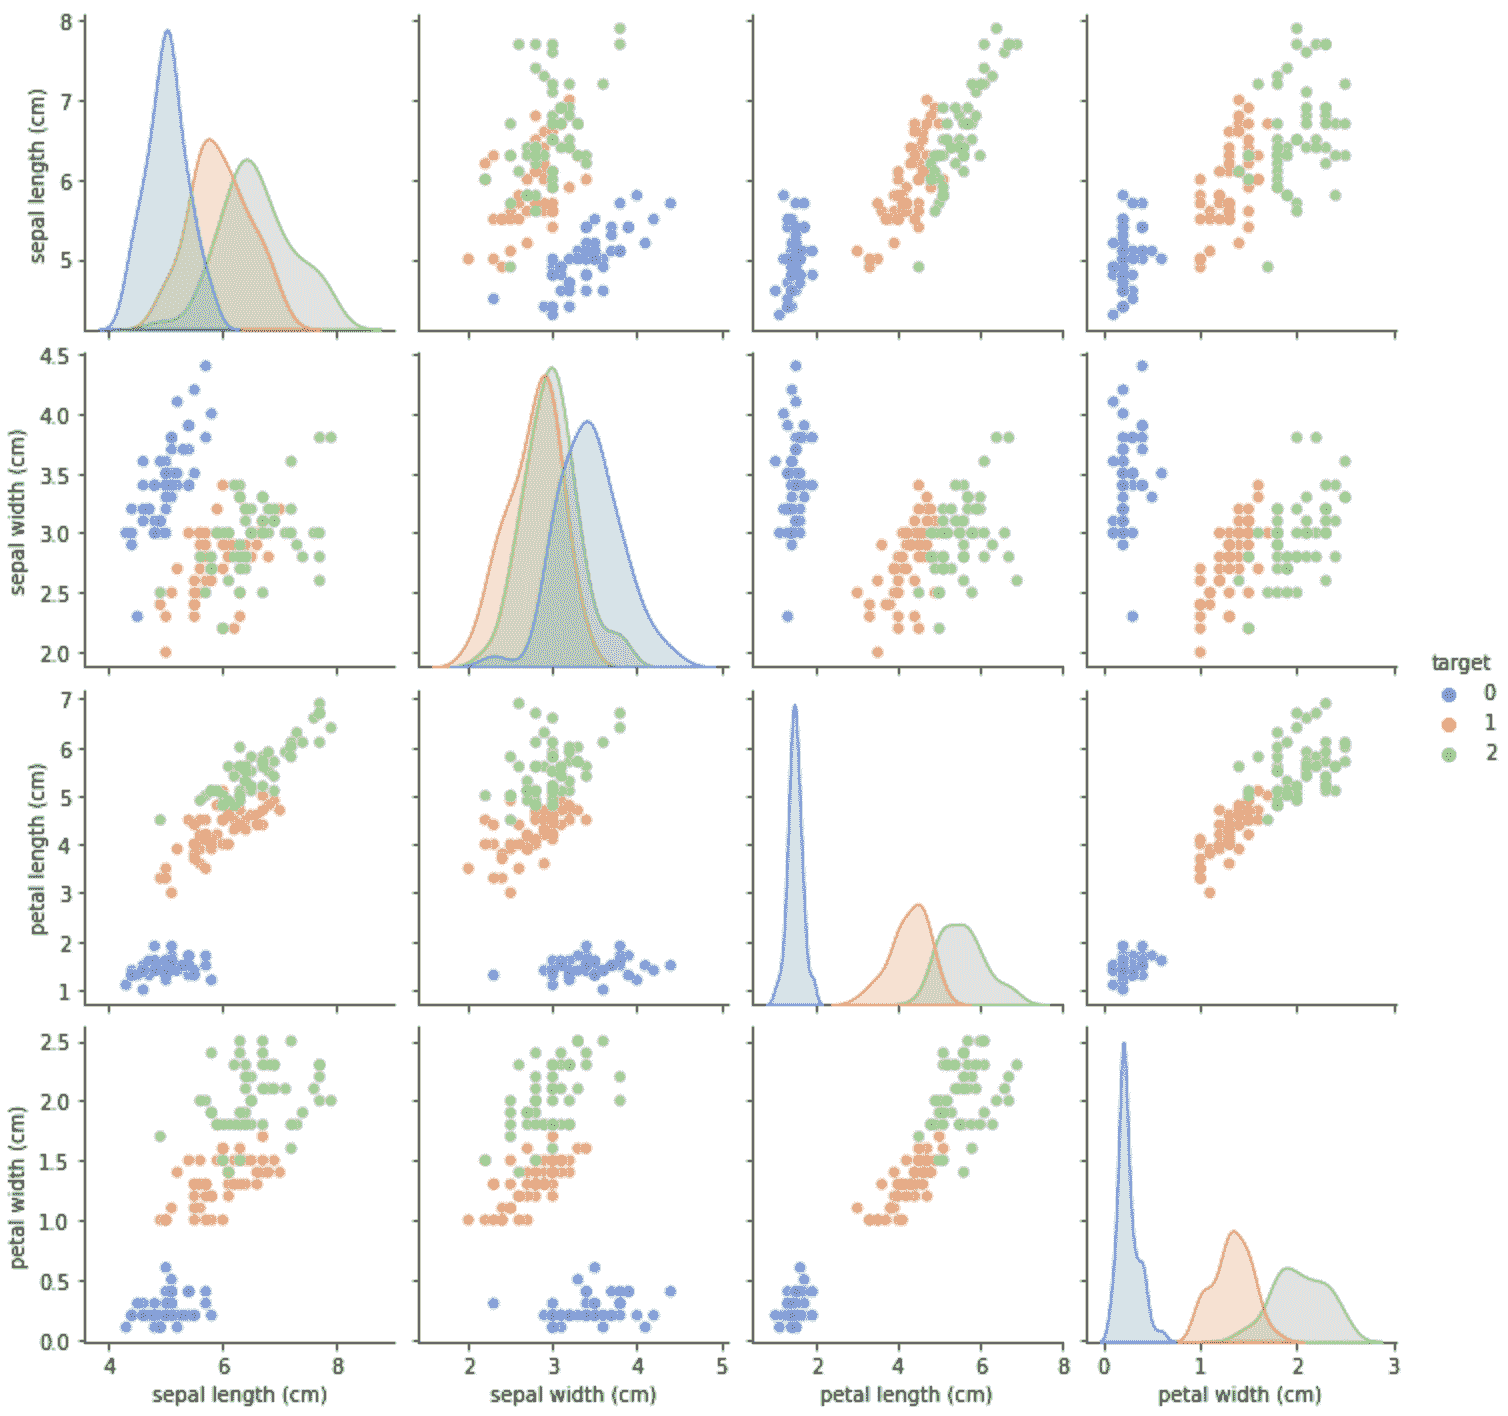 8
7
6
5
sepal length (cm)
4.5
4.0
3.5
3.0
2.5
2.0
sepal width (cm)
target
0
1
2
7
6
5
4
3
2
1
petal length (cm)
2.5
2.0
1.5
1.0
0.5
0.0
petal width (cm)
4 6 8
2 3 4 5
2 4 6 8
0 1 2 3
sepal length (cm)
sepal width (cm)
petal length (cm)
petal width (cm)